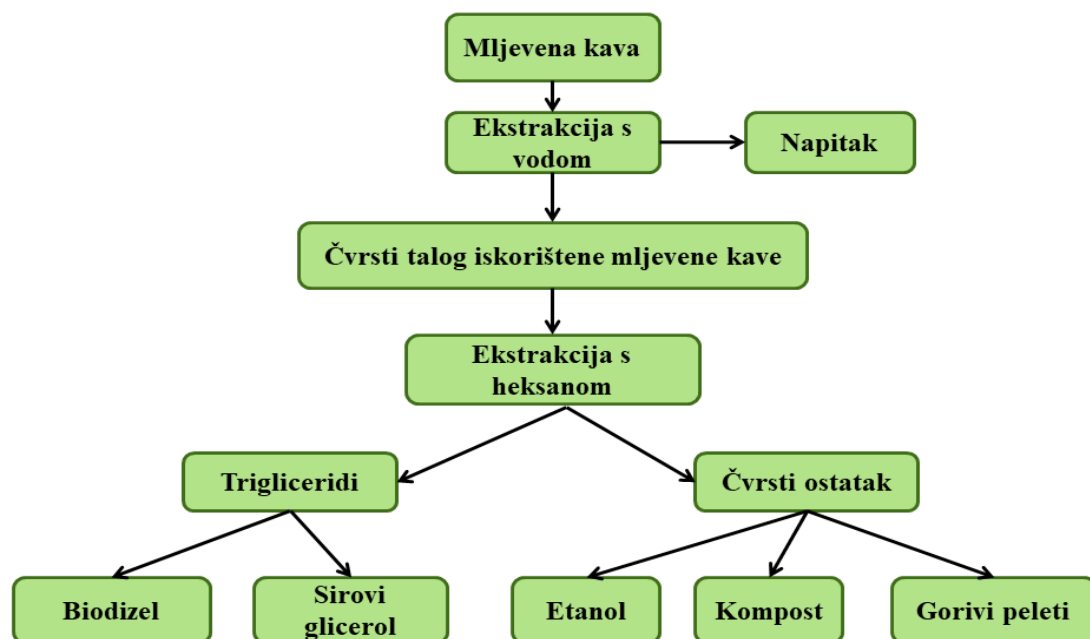 Mljevena kava
Ekstrakcija s
vodom
Napitak
Čvrsti talog iskorištene mljevene kave
Ekstrakcija s
heksanom
Trigliceridi
Čvrsti ostatak
Biodizel
Sirovi
glicerol
Etanol
Kompost
Gorivi peleti